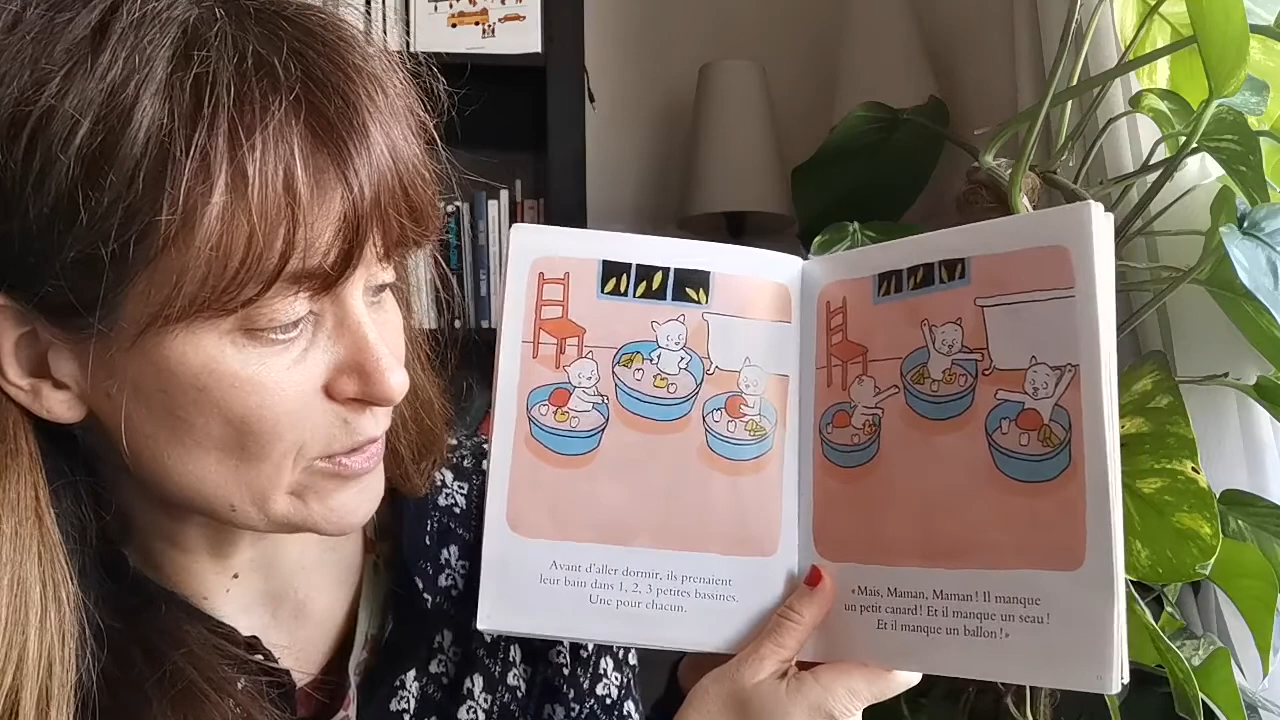 Avant d'aller dormir, ils prenaient
leur bain dans 1, 2, 3 petites bassines.
Une pour chacun.
«Mais, Maman, Maman! Il manque
un petit canard! Et il manque un seau!
Et il manque un ballon!»